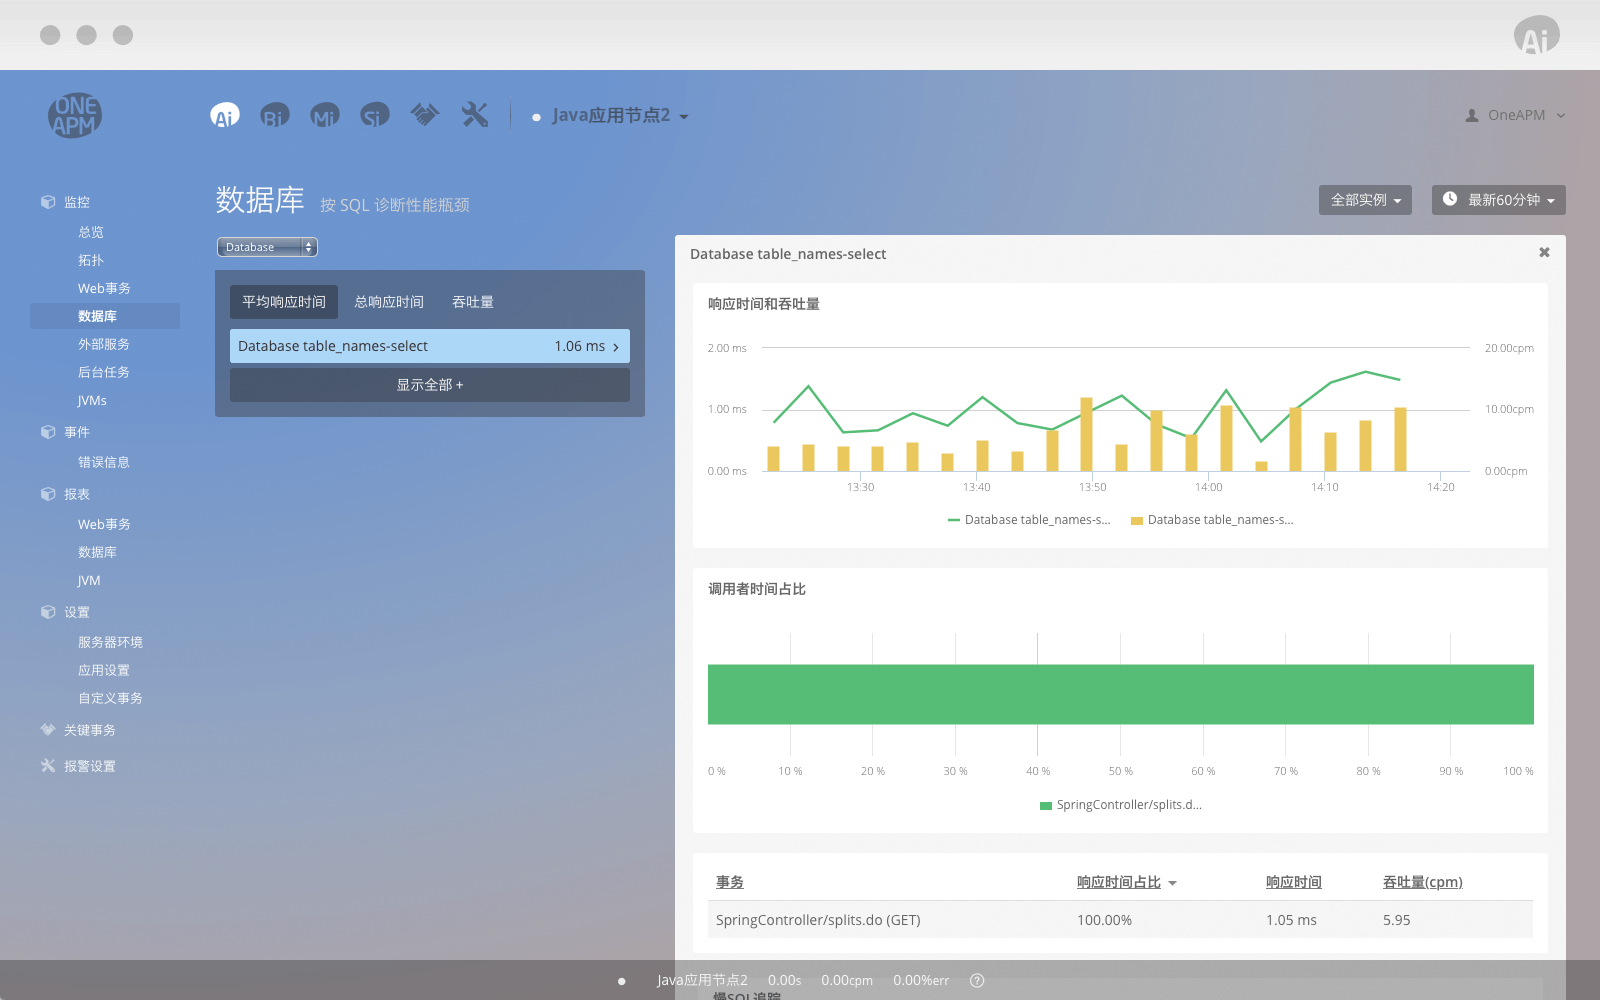 Ai
ONE
APM
Ai
Bi
Mi
Si
Java应用节点2
OneAPM
监控
总览
拓扑
Web事务
数据库
外部服务
后台任务
JVMs
事件
错误信息
报表
Web事务
数据库
JVM
设置
服务器环境
应用设置
自定义事务
关键事务
报警设置
数据库 按 SQL 诊断性能瓶颈
全部实例
最新60分钟
Database
平均响应时间 总响应时间 吞吐量
Database table_names-select 1.06 ms
显示全部 +
Database table_names-select
响应时间和吞吐量
2.00 ms 20.00cpm
1.00 ms 10.00cpm
0.00 ms 0.00cpm
13:30 13:40 13:50 14:00 14:10 14:20
Database table_names-s... Database table_names-s...
调用者时间占比
0 % 10 % 20 % 30 % 40 % 50 % 60 % 70 % 80 % 90 % 100 %
SpringController/splits.d...
事务 响应时间占比 响应时间 吞吐量(cpm)
SpringController/splits.do (GET) 100.00% 1.05 ms 5.95
Java应用节点2 0.00s 0.00cpm 0.00%err ?
慢SQL追踪